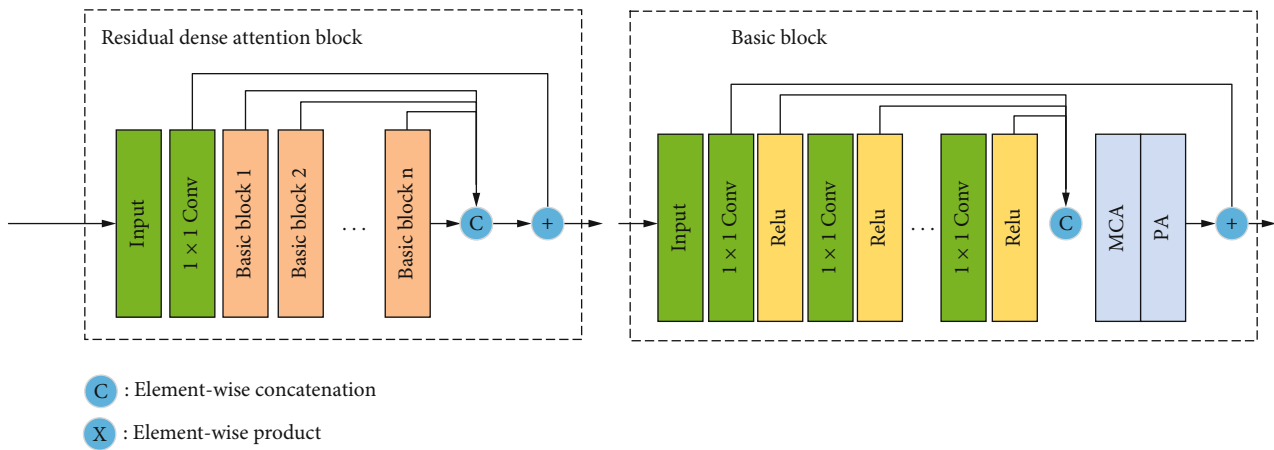 Residual dense attention block
Input
1 × 1 Conv
Basic block 1
Basic block 2
...
Basic block n
C
+
Basic block
Input
1 × 1 Conv
Relu
1 × 1 Conv
Relu
...
1 × 1 Conv
Relu
C
MCA
PA
+
C : Element-wise concatenation
X : Element-wise product